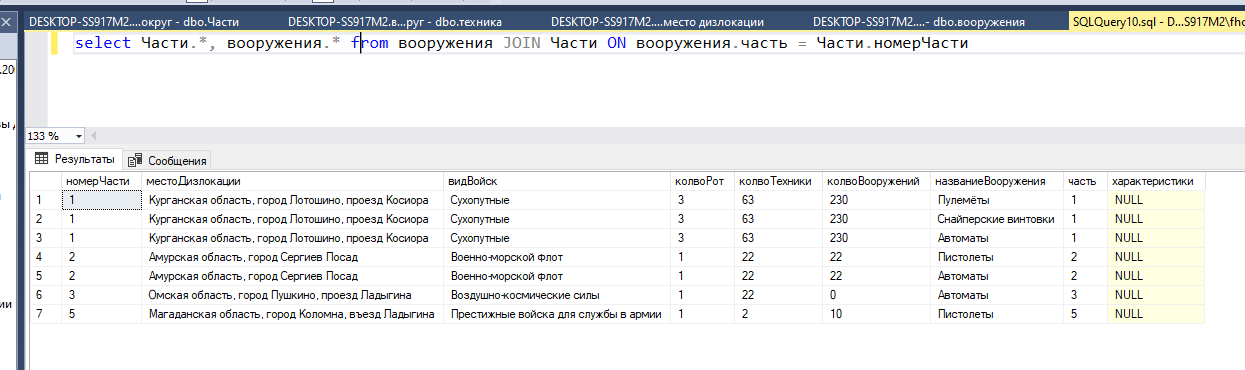 DESKTOP-SS917M2....округ - dbo.Части DESKTOP-SS917M2.в...руг - dbo.техника DESKTOP-SS917M2....место дизлокации DESKTOP-SS917M2....- dbo.вооружения SQLQuery10.sql - D...S917M2\fho
select Части.*, вооружения.* from вооружения JOIN Части ON вооружения.часть = Части.номерЧасти
133 %
Результаты Сообщения
номерЧасти местоДизлокации видВойск колвоРот колвоТехники колвоВооружений названиеВооружения часть характеристики
1 1 Курганская область, город Лотошино, проезд Косиора Сухопутные 3 63 230 Пулемёты 1 NULL
2 1 Курганская область, город Лотошино, проезд Косиора Сухопутные 3 63 230 Снайперские винтовки 1 NULL
3 1 Курганская область, город Лотошино, проезд Косиора Сухопутные 3 63 230 Автоматы 1 NULL
4 2 Амурская область, город Сергиев Посад Военно-морской флот 1 22 22 Пистолеты 2 NULL
5 2 Амурская область, город Сергиев Посад Военно-морской флот 1 22 22 Автоматы 2 NULL
6 3 Омская область, город Пушкино, проезд Ладыгина Воздушно-космические силы 1 22 0 Автоматы 3 NULL
7 5 Магаданская область, город Коломна, въезд Ладыгина Престижные войска для службы в армии 1 2 10 Пистолеты 5 NULL